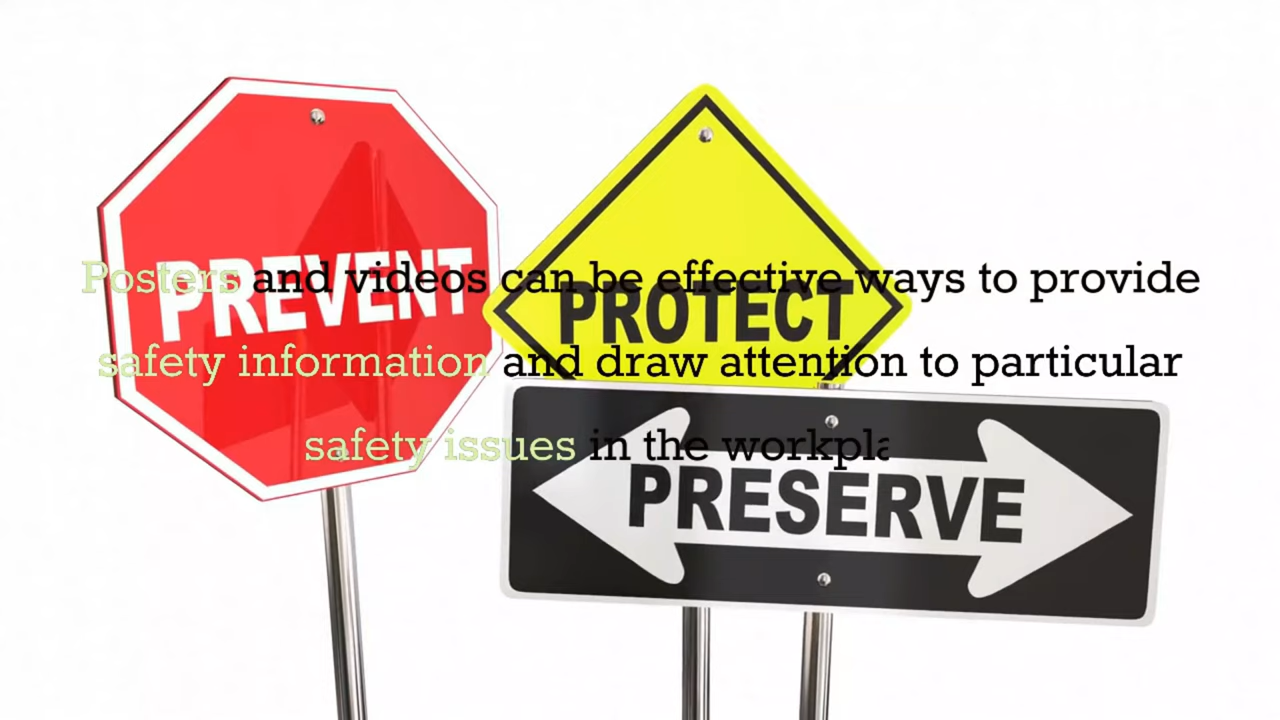 PREVENT
PROTECT
PRESERVE
Posters and videos can be effective ways to provide
safety information and draw attention to particular
safety issues in the workpla